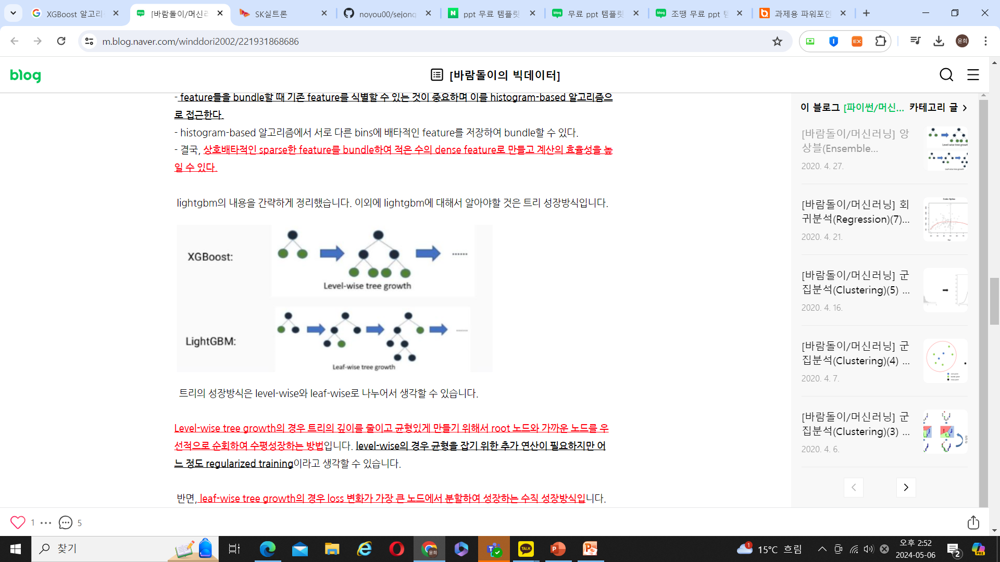 XGBoost 알고리
[바람돌이/머신러
SK실트론
noyou00/sejong
ppt 무료 템플릿
무료 ppt 템플릿
조땡 무료 ppt 템
과제용 파워포인
m.blog.naver.com/winddori2002/221931868686
EX
윤희
blog
[바람돌이의 빅데이터]
- feature들을 bundle할 때 기존 feature를 식별할 수 있는 것이 중요하며 이를 histogram-based 알고리즘으
로 접근한다.
- histogram-based 알고리즘에서 서로 다른 bins에 배타적인 feature를 저장하여 bundle할 수 있다.
- 결국, 상호배타적인 sparse한 feature를 bundle하여 적은 수의 dense feature로 만들고 계산의 효율성을 높
일 수 있다.
lightgbm의 내용을 간략하게 정리했습니다. 이외에 lightgbm에 대해서 알아야할 것은 트리 성장방식입니다.
XGBoost:
......
Level-wise tree growth
LightGBM:
......
Leaf-wise tree growth
트리의 성장방식은 level-wise와 leaf-wise로 나누어서 생각할 수 있습니다.
Level-wise tree growth의 경우 트리의 깊이를 줄이고 균형있게 만들기 위해서 root 노드와 가까운 노드를 우
선적으로 순회하여 수평성장하는 방법입니다. level-wise의 경우 균형을 잡기 위한 추가 연산이 필요하지만 어
느 정도 regularized training이라고 생각할 수 있습니다.
반면, leaf-wise tree growth의 경우 loss 변화가 가장 큰 노드에서 분할하여 성장하는 수직 성장방식입니다.
이 블로그 [파이썬/머신... 카테고리 글
[바람돌이/머신러닝] 앙
상블(Ensemble...
2020. 4. 27.
[바람돌이/머신러닝] 회
귀분석(Regression)(7)...
2020. 4. 21.
[바람돌이/머신러닝] 군
집분석(Clustering)(5) ...
2020. 4. 16.
[바람돌이/머신러닝] 군
집분석(Clustering)(4) ...
2020. 4. 7.
[바람돌이/머신러닝] 군
집분석(Clustering)(3) ...
2020. 4. 6.
1
5
찾기
TALK
15°C 흐림
오후 2:52
2024-05-06
2
PRE